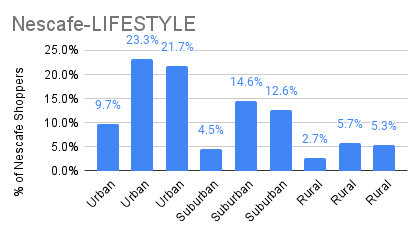 Nescafe-LIFESTYLE
% of Nescafe Shoppers
25.0%
20.0%
15.0%
10.0%
5.0%
0.0%
9.7%
23.3%
21.7%
4.5%
14.6%
12.6%
2.7%
5.7%
5.3%
Urban
Urban
Urban
Suburban
Suburban
Suburban
Rural
Rural
Rural